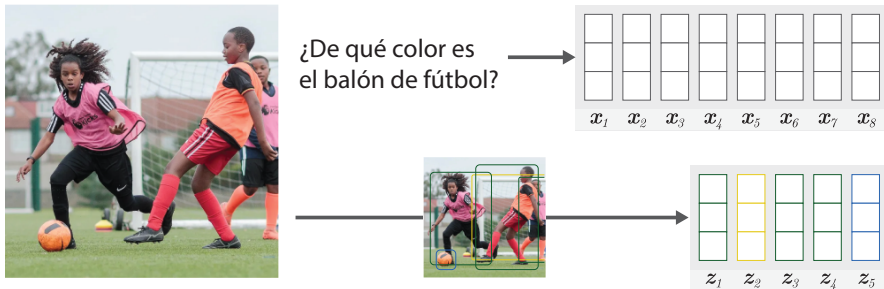 ¿De qué color es
el balón de fútbol?
x₁ x₂ x₃ x₄ x₅ x₆ x₇ x₈
z₁ z₂ z₃ z₄ z₅